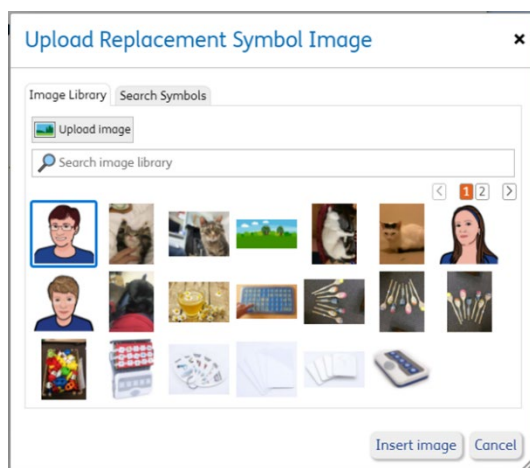 Upload Replacement Symbol Image
Image Library Search Symbols
Upload image
Search image library
1 2
Insert image Cancel